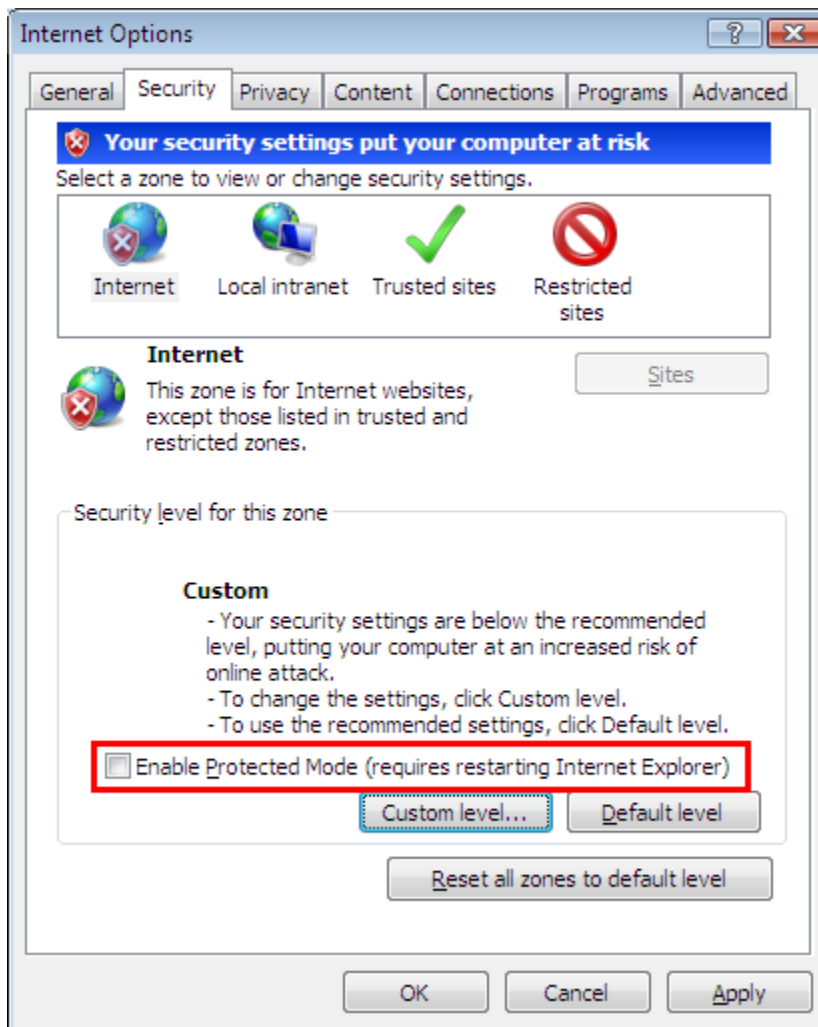 Internet Options
General Security Privacy Content Connections Programs Advanced
Your security settings put your computer at risk
Select a zone to view or change security settings.
Internet Local intranet Trusted sites Restricted
sites
Internet
Sites
This zone is for Internet websites,
except those listed in trusted and
restricted zones.
Security level for this zone
Custom
- Your security settings are below the recommended
level, putting your computer at an increased risk of
online attack.
- To change the settings, click Custom level.
- To use the recommended settings, click Default level.
Enable Protected Mode (requires restarting Internet Explorer)
Custom level... Default level
Reset all zones to default level
OK Cancel Apply